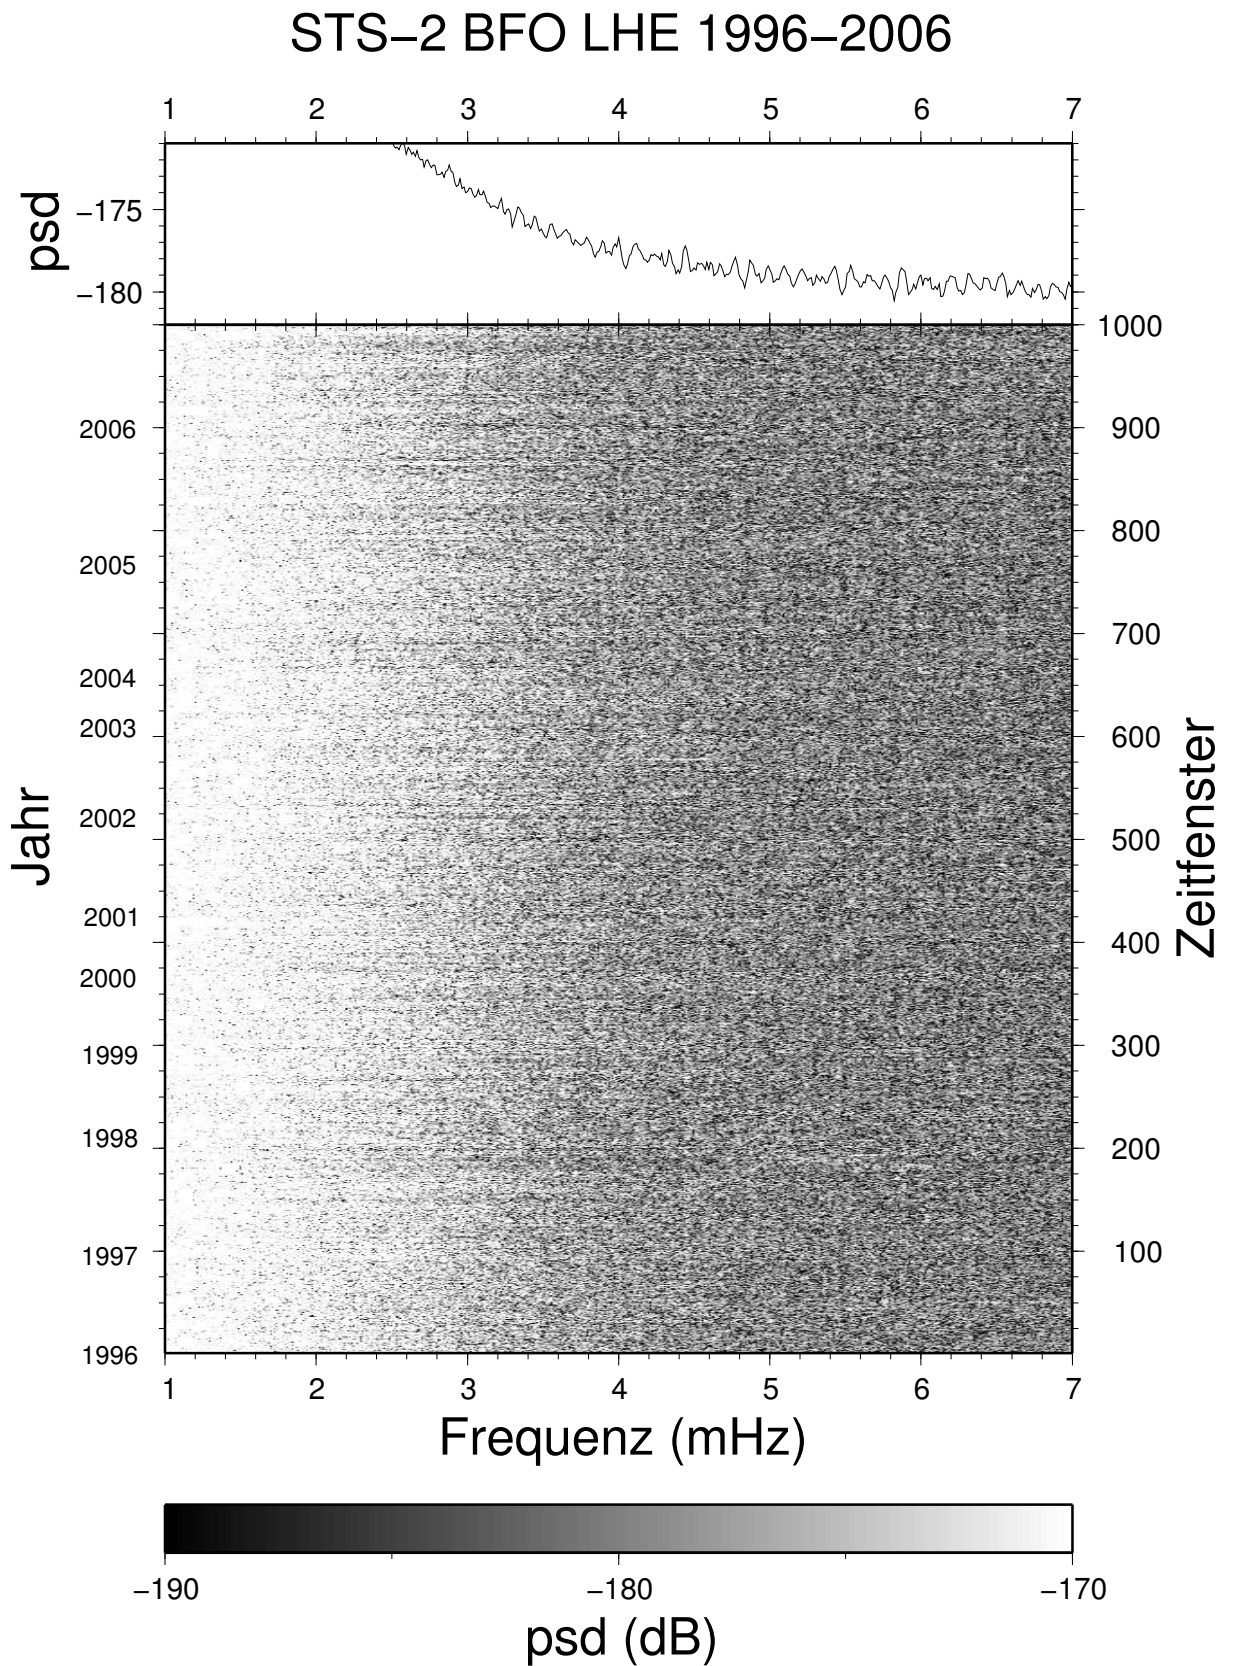 STS−2 BFO LHE 1996−2006
1 2 3 4 5 6 7
psd
−175
−180
1000
2006 900
800
2005
700
2004
2003 600
2002
500
2001
400
2000
1999 300
1998
200
1997 100
1996
Jahr
Zeitfenster
1 2 3 4 5 6 7
Frequenz (mHz)
−190 −180 −170
psd (dB)